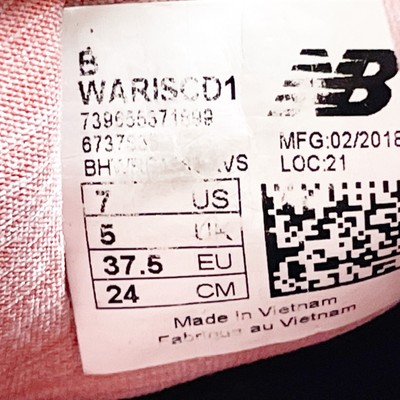 B
WARISCD1
MFG:02/2018
LOC:21
7 US
5 UK
37.5 EU
24 CM
Made in Vietnam
Fabriqué au Vietnam
NB